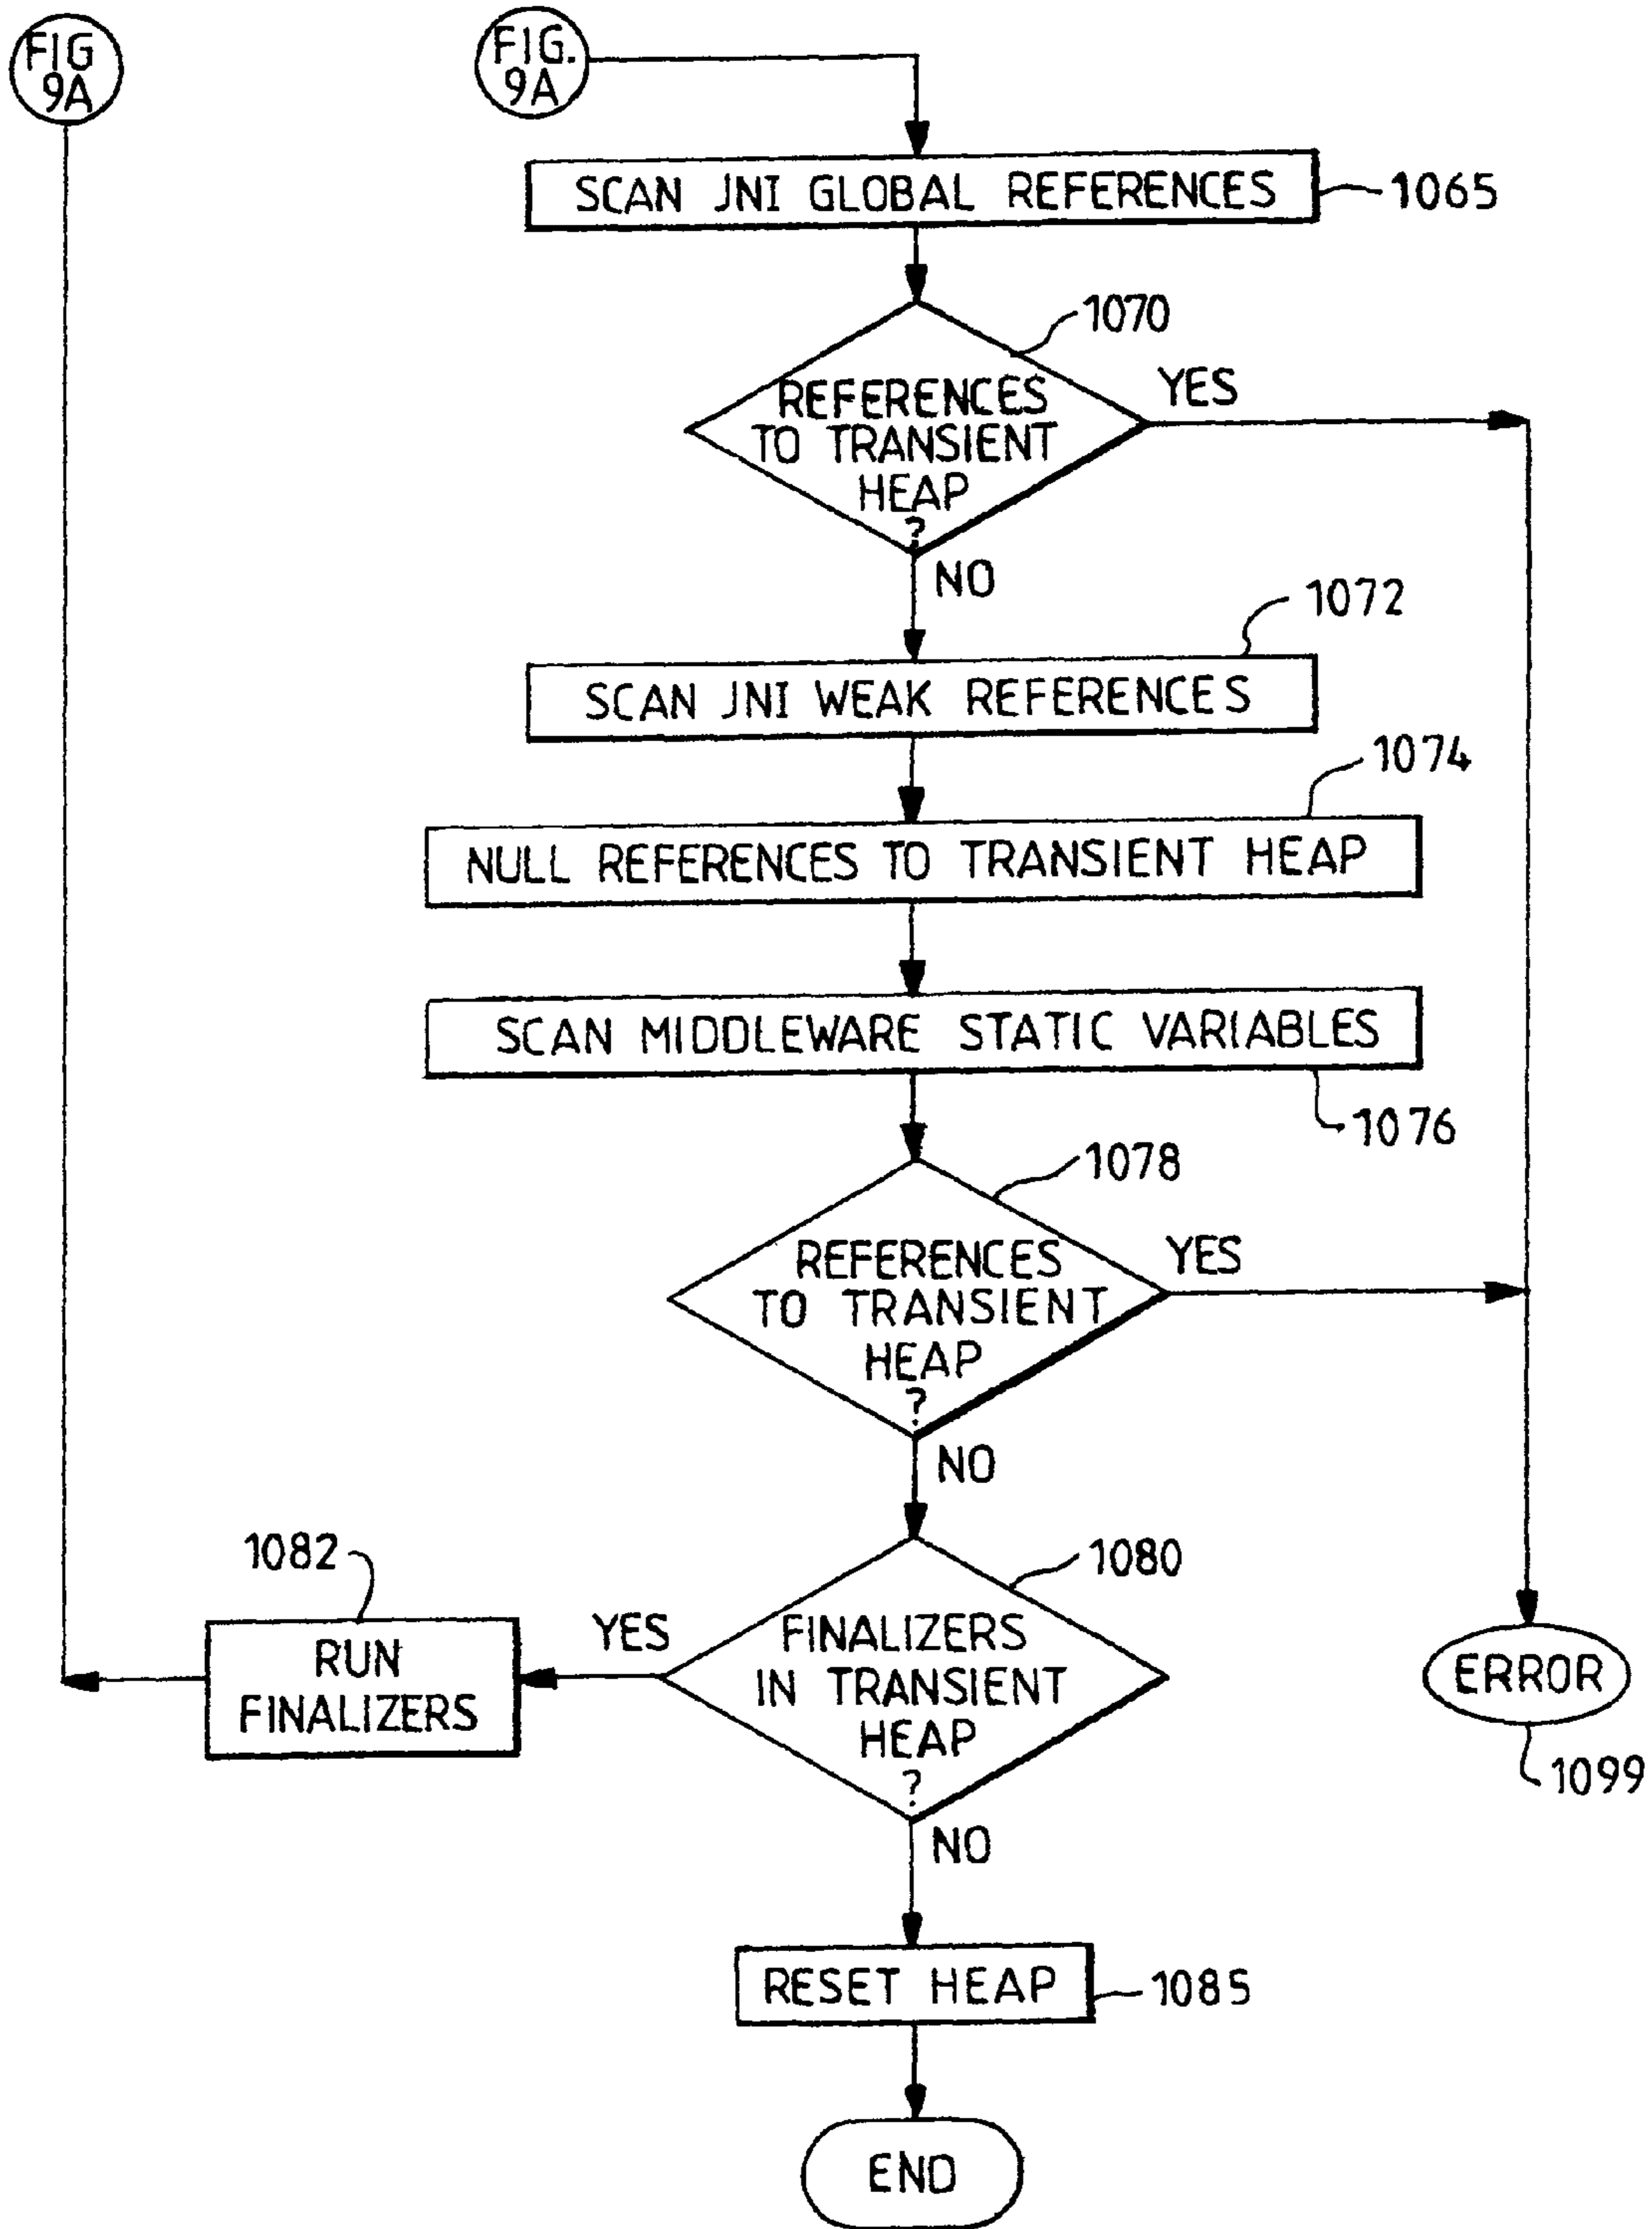 FIG
9A
FIG.
9A
SCAN JNI GLOBAL REFERENCES
1065
1070
REFERENCES
TO TRANSIENT
HEAP
?
YES
NO
1072
SCAN JNI WEAK REFERENCES
1074
NULL REFERENCES TO TRANSIENT HEAP
SCAN MIDDLEWARE STATIC VARIABLES
1076
1078
REFERENCES
TO TRANSIENT
HEAP
?
YES
NO
1082
1080
RUN
FINALIZERS
YES
FINALIZERS
IN TRANSIENT
HEAP
?
ERROR
1099
NO
RESET HEAP
1085
END